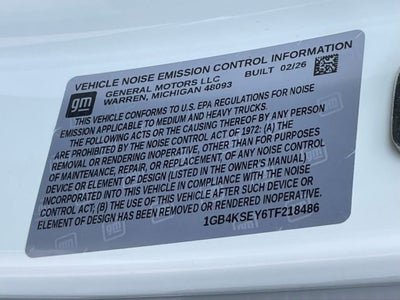 VEHICLE NOISE EMISSION CONTROL INFORMATION
gm
GENERAL MOTORS LLC
WARREN, MICHIGAN 48093
BUILT 02/26
THIS VEHICLE CONFORMS TO U.S. EPA REGULATIONS FOR NOISE
EMISSION APPLICABLE TO MEDIUM AND HEAVY TRUCKS.
THE FOLLOWING ACTS OR THE CAUSING THEREOF BY ANY PERSON
ARE PROHIBITED BY THE NOISE CONTROL ACT OF 1972: (A) THE
REMOVAL OR RENDERING INOPERATIVE, OTHER THAN FOR PURPOSES
OF MAINTENANCE, REPAIR, OR REPLACEMENT, OF ANY NOISE CONTROL
DEVICE OR ELEMENT OF DESIGN (LISTED IN THE OWNER'S MANUAL)
INCORPORATED INTO THIS VEHICLE IN COMPLIANCE WITH THE NOISE
CONTROL ACT; (B) THE USE OF THIS VEHICLE AFTER SUCH DEVICE OR
ELEMENT OF DESIGN HAS BEEN REMOVED OR RENDERED INOPERATIVE.
1GB4KSEY6TF218486